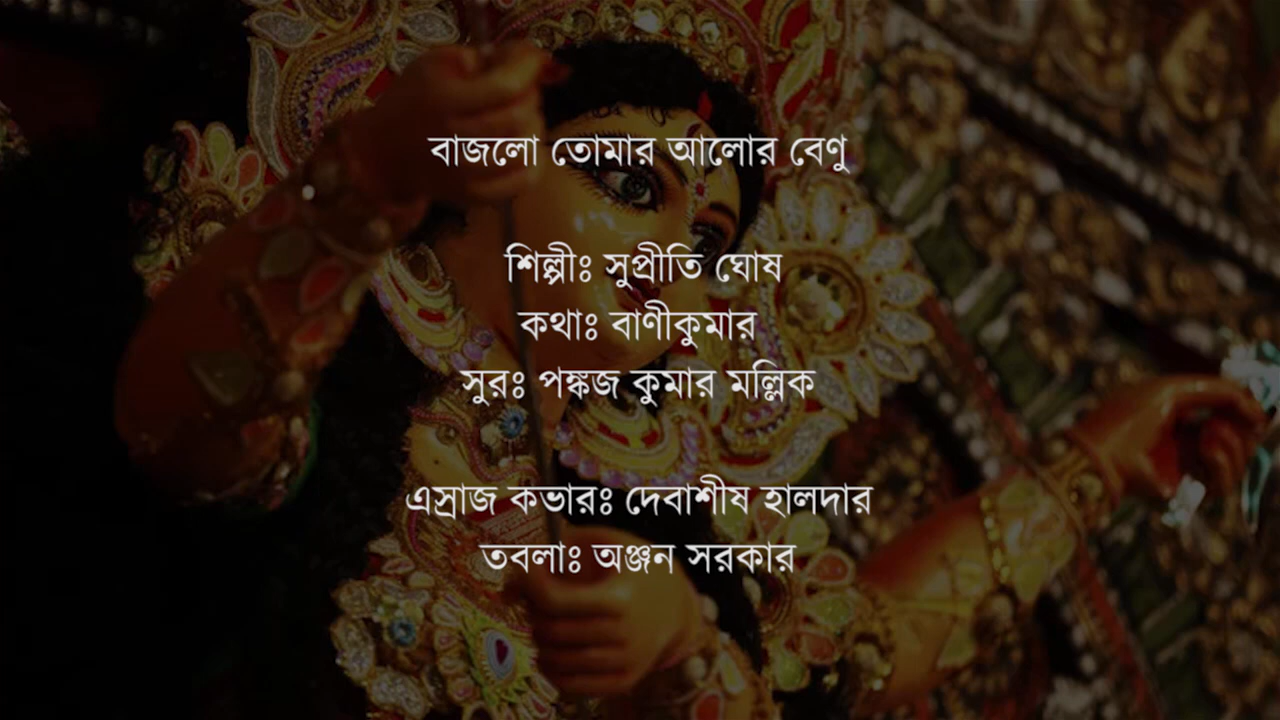 বাজলো তোমার আলোর বেণু
শিল্পীঃ সুপ্রীতি ঘোষ
কথাঃ বাণীকুমার
সুরঃ পঙ্কজ কুমার মল্লিক
এস্রাজ কভারঃ দেবাশীষ হালদার
তবলাঃ অঞ্জন সরকার